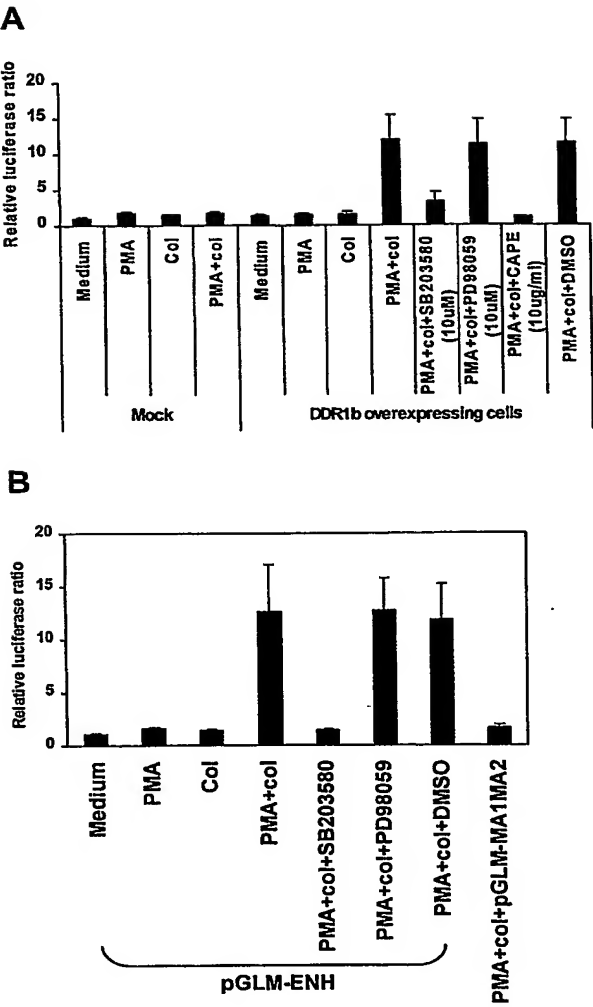 A
Relative luciferase ratio
20
15
10
5
0
Medium
PMA
Col
PMA+col
Medium
PMA
Col
PMA+col
PMA+col+SB203580
(10uM)
PMA+col+PD98059
(10uM)
PMA+col+CAPE
(10ug/ml)
PMA+col+DMSO
Mock
DDR1b overexpressing cells
B
Relative luciferase ratio
20
15
10
5
0
Medium
PMA
Col
PMA+col
PMA+col+SB203580
PMA+col+PD98059
PMA+col+DMSO
PMA+col+pGLM-MA1MA2
pGLM-ENH